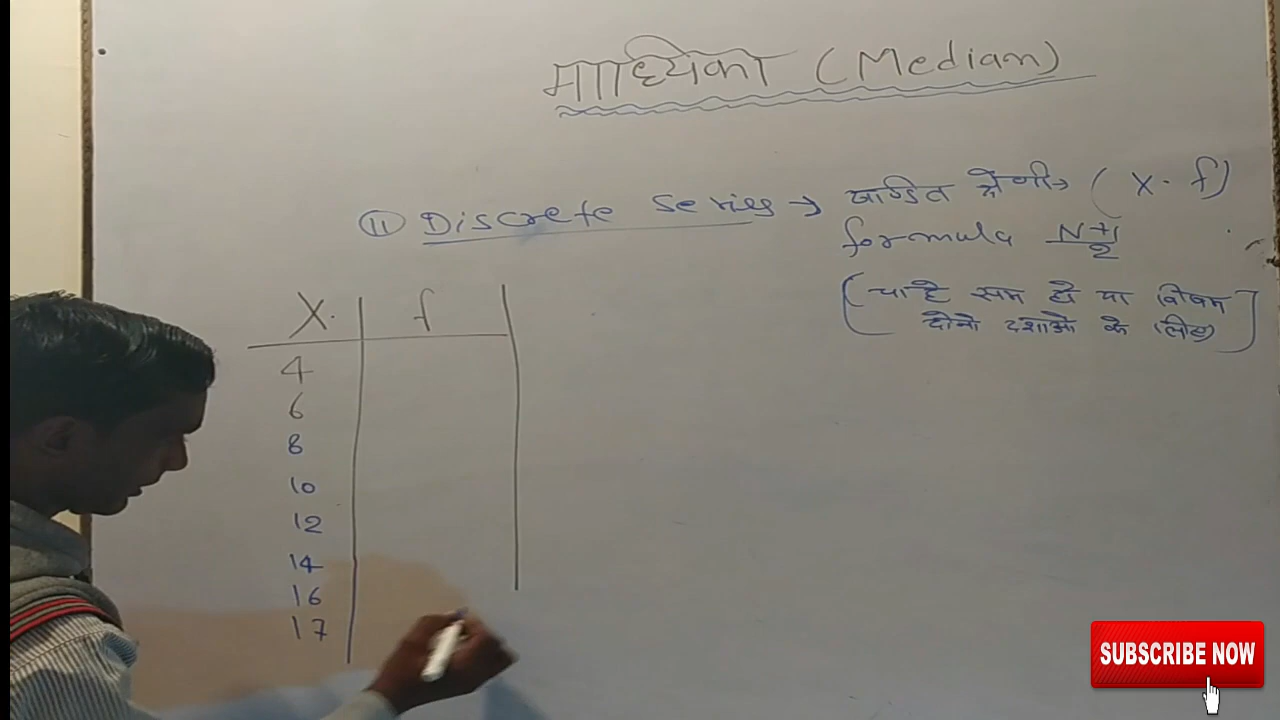 माध्यिका (Median)
(II) Discrete Series → खण्डित श्रेणी→ (X. f)
formula N+1/2
(चाहे सम हो या विषम
दोनो दशाओ के लिए)
X. f
4
6
8
10
12
14
16
17
SUBSCRIBE NOW